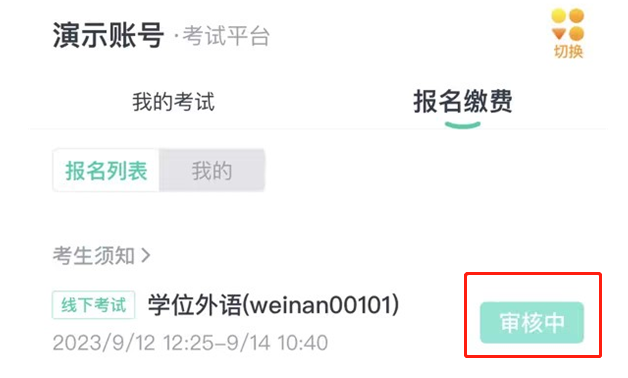 演示账号 ·考试平台
切换
我的考试 报名缴费
报名列表 我的
考生须知 >
线下考试 学位外语(weinan00101)
审核中
2023/9/12 12:25-9/14 10:40